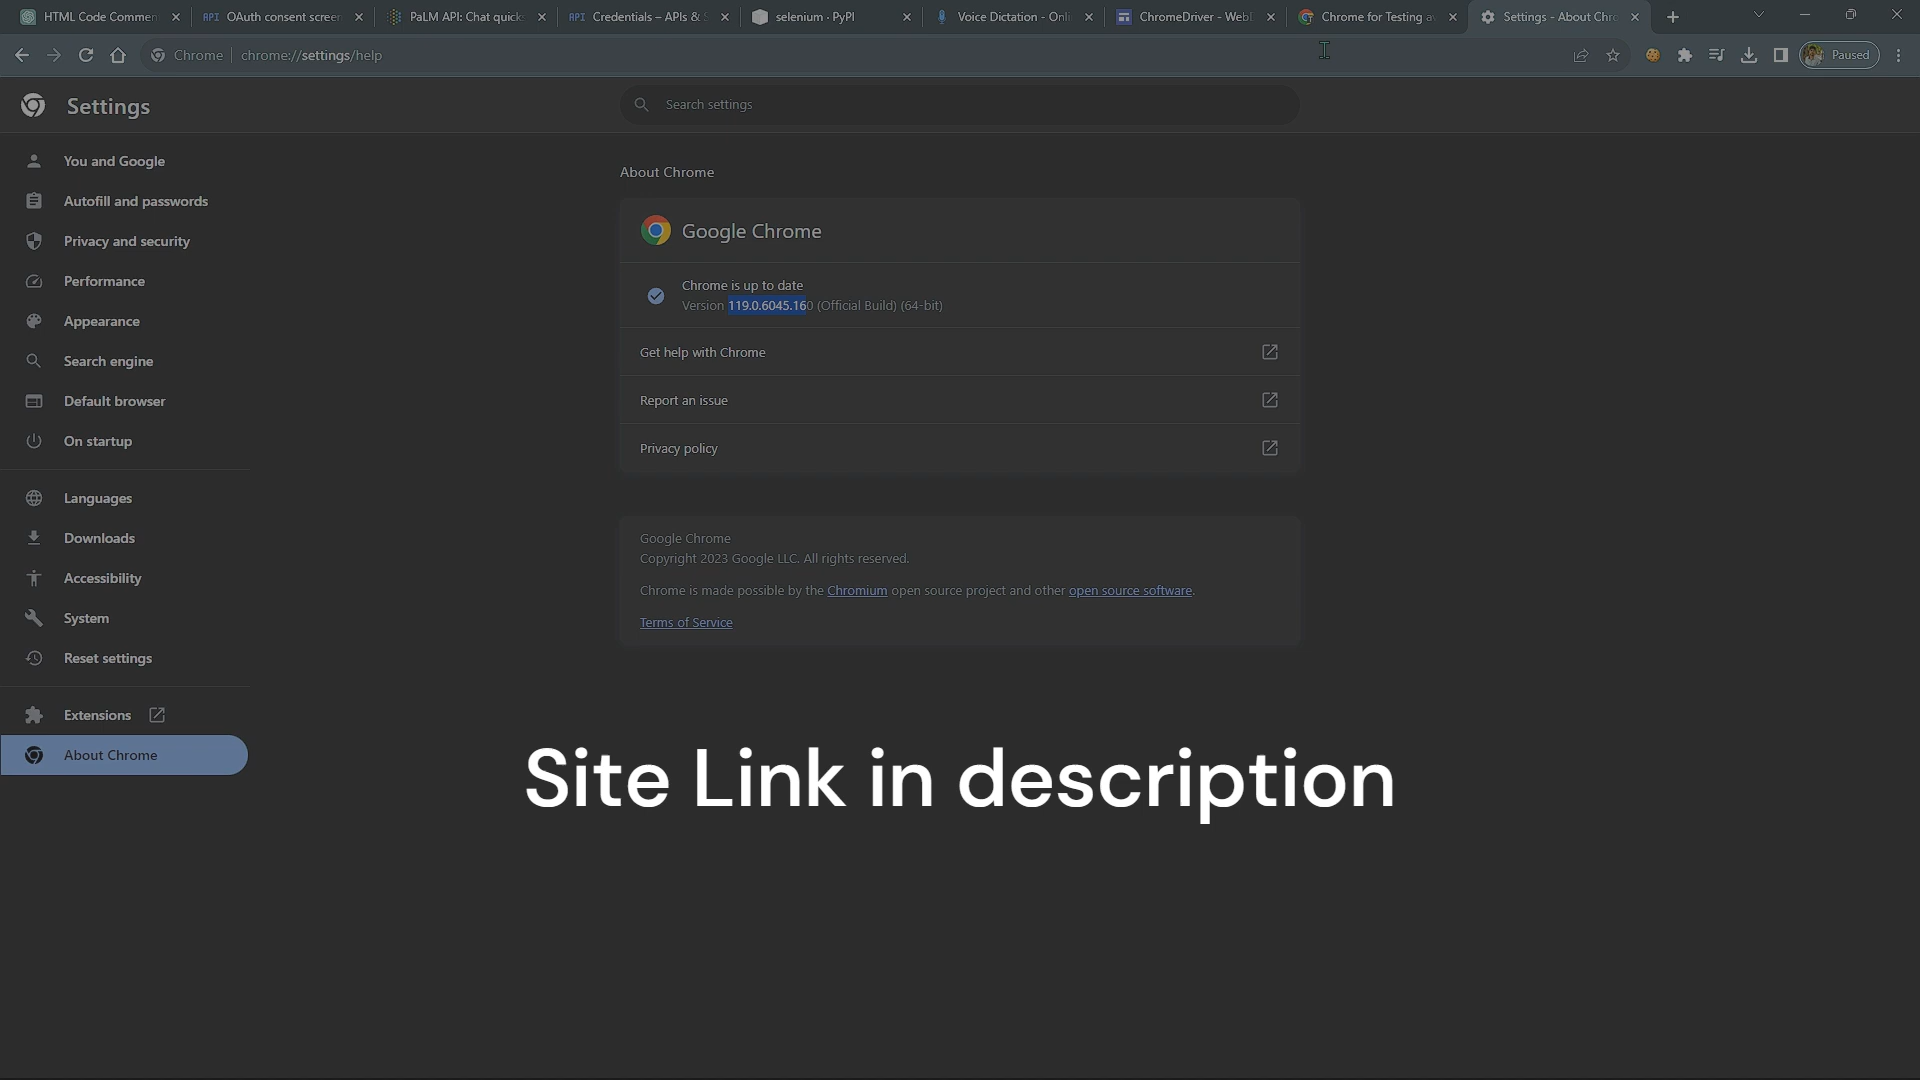 HTML Code Commen
OAuth consent screen
PaLM API: Chat quick
Credentials – APIs & S
selenium · PyPI
Voice Dictation - Onli
ChromeDriver - Web
Chrome for Testing av
Settings - About Chro
Chrome
chrome://settings/help
Paused
Settings
Search settings
You and Google
Autofill and passwords
Privacy and security
Performance
Appearance
Search engine
Default browser
On startup
Languages
Downloads
Accessibility
System
Reset settings
Extensions
About Chrome
About Chrome
Google Chrome
Chrome is up to date
Version 119.0.6045.160 (Official Build) (64-bit)
Get help with Chrome
Report an issue
Privacy policy
Google Chrome
Copyright 2023 Google LLC. All rights reserved.
Chrome is made possible by the Chromium open source project and other open source software.
Terms of Service
Site Link in description